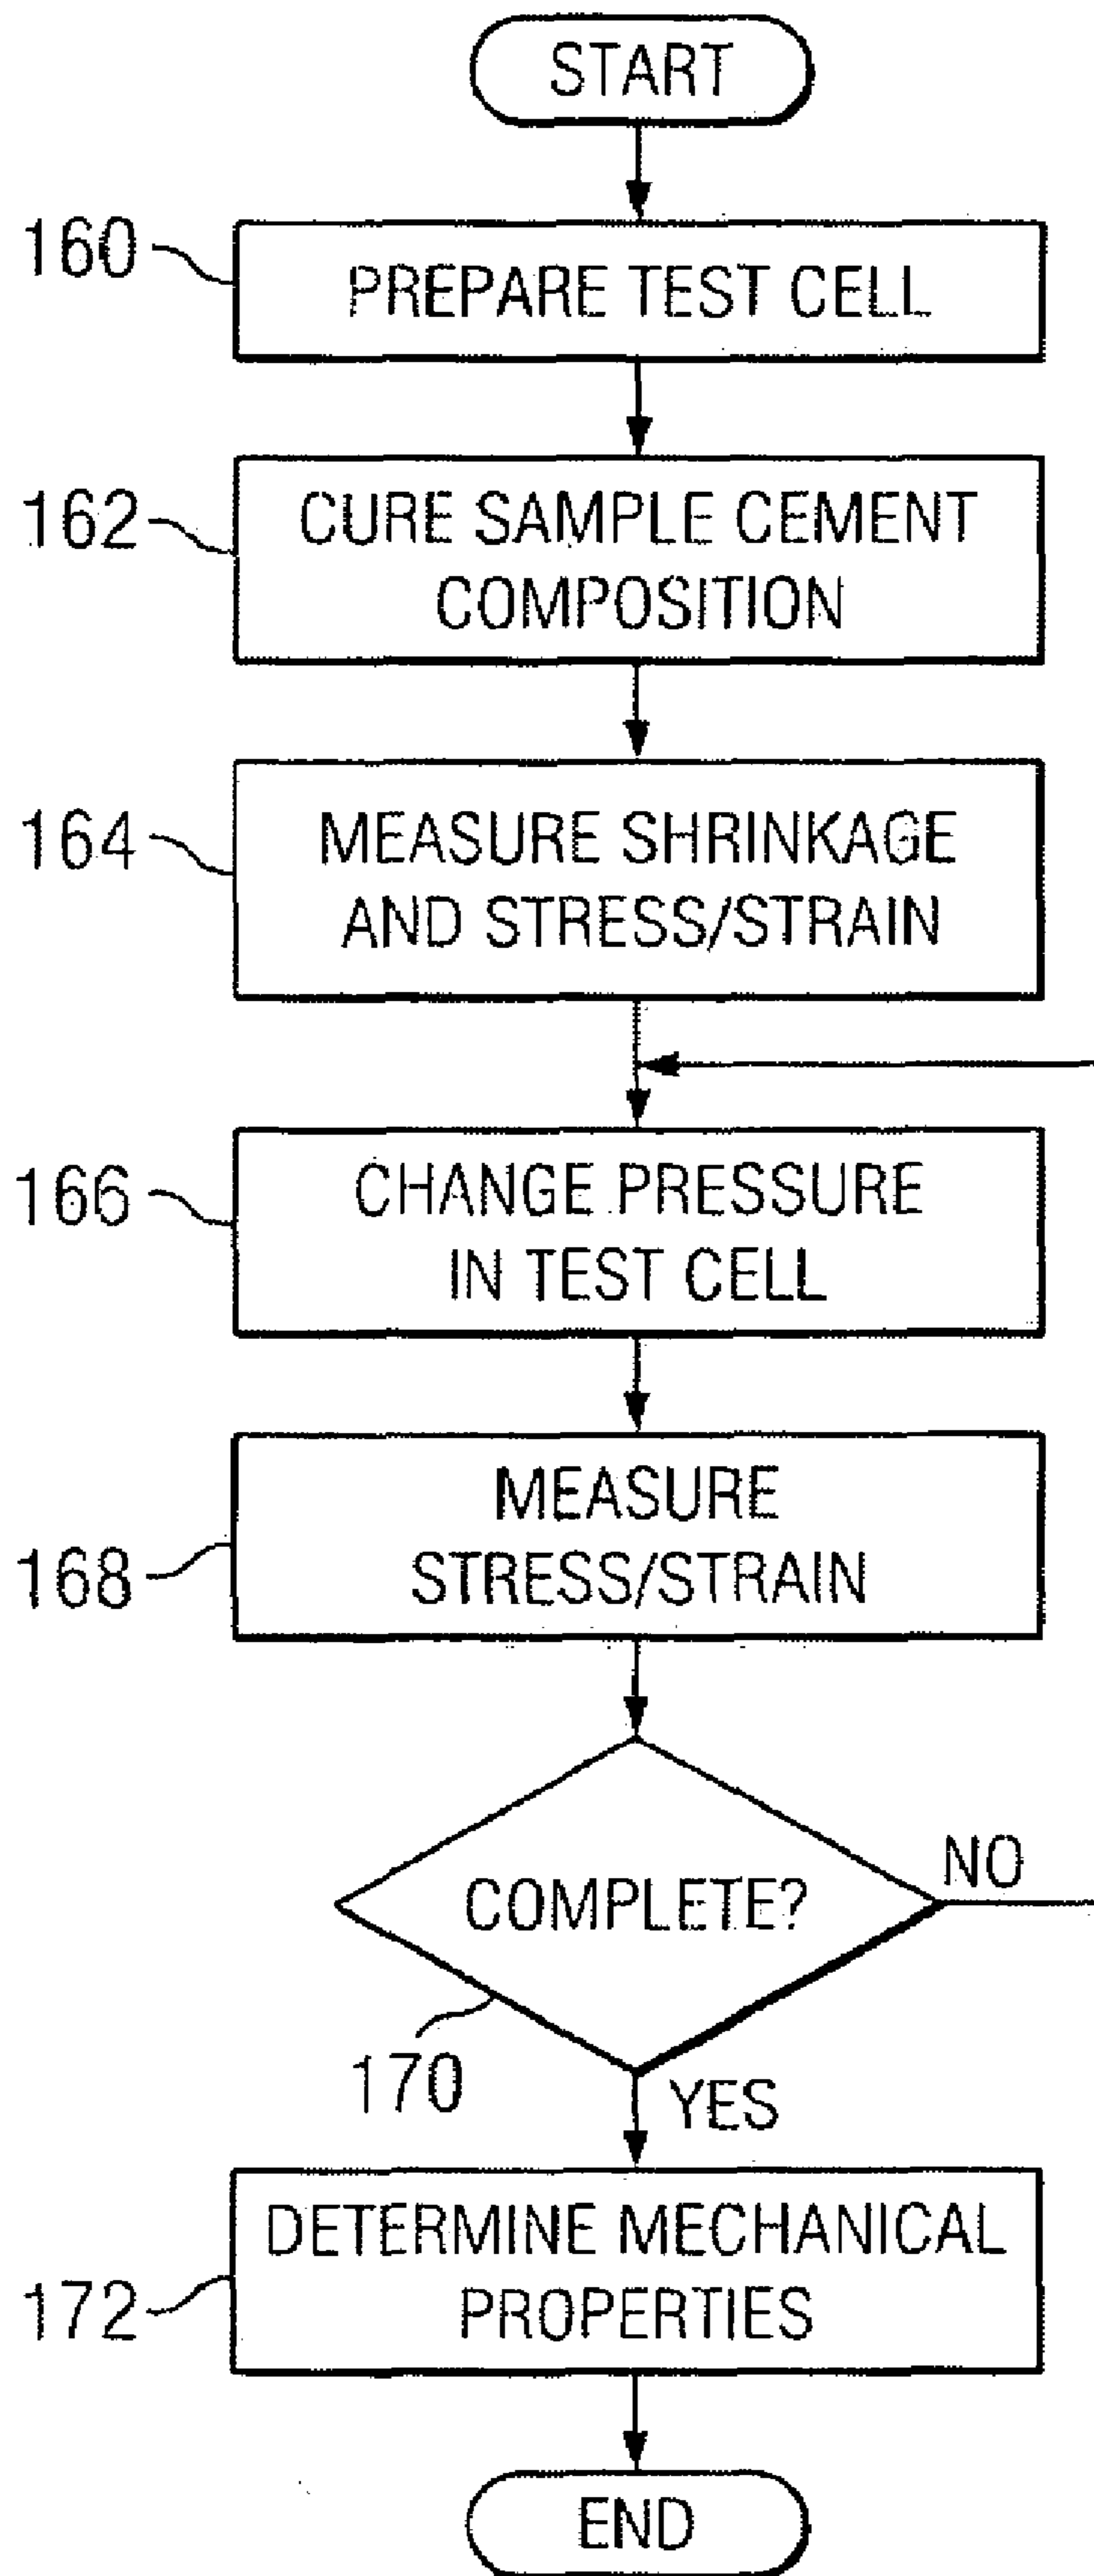 START
160
PREPARE TEST CELL
162
CURE SAMPLE CEMENT
COMPOSITION
164
MEASURE SHRINKAGE
AND STRESS/STRAIN
166
CHANGE PRESSURE
IN TEST CELL
168
MEASURE
STRESS/STRAIN
COMPLETE?
NO
170
YES
172
DETERMINE MECHANICAL
PROPERTIES
END